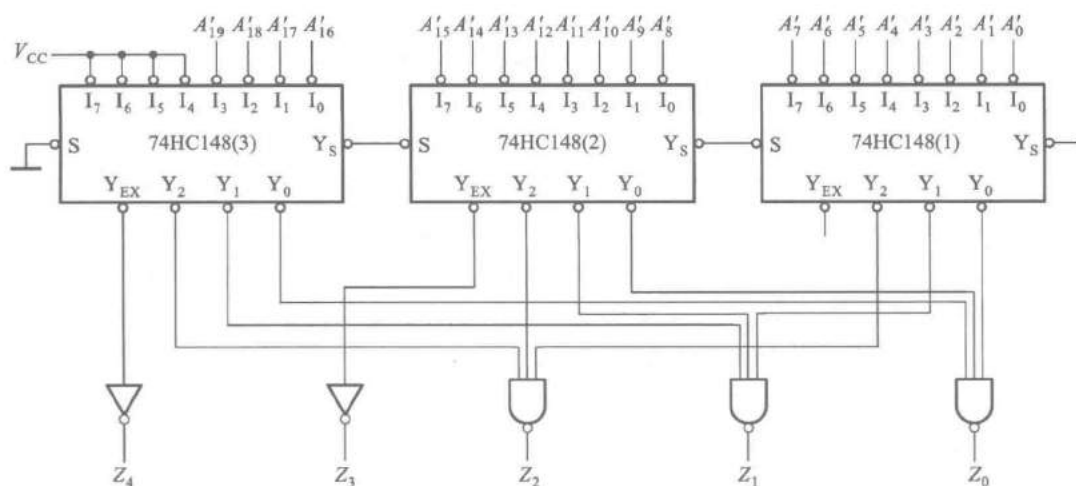 A′19 A′18 A′17 A′16 A′15 A′14 A′13 A′12 A′11 A′10 A′9 A′8 A′7 A′6 A′5 A′4 A′3 A′2 A′1 A′0
VCC
I7 I6 I5 I4 I3 I2 I1 I0 I7 I6 I5 I4 I3 I2 I1 I0 I7 I6 I5 I4 I3 I2 I1 I0
S 74HC148(3) YS S 74HC148(2) YS S 74HC148(1) YS
YEX Y2 Y1 Y0 YEX Y2 Y1 Y0 YEX Y2 Y1 Y0
Z4 Z3 Z2 Z1 Z0